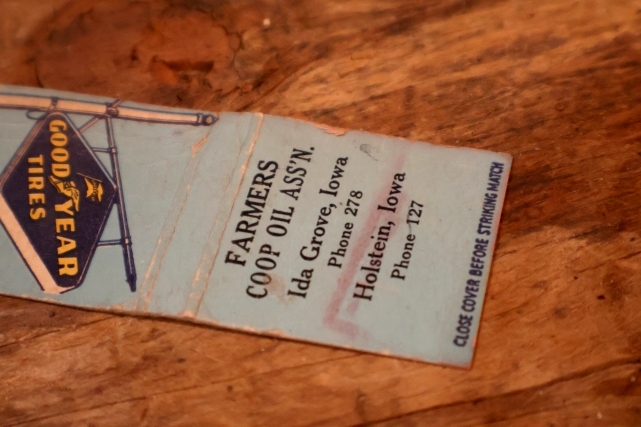 GOOD YEAR
TIRES
FARMERS
COOP OIL ASS'N.
Ida Grove, Iowa
Phone 278
Holstein, Iowa
Phone 127
CLOSE COVER BEFORE STRIKING MATCH